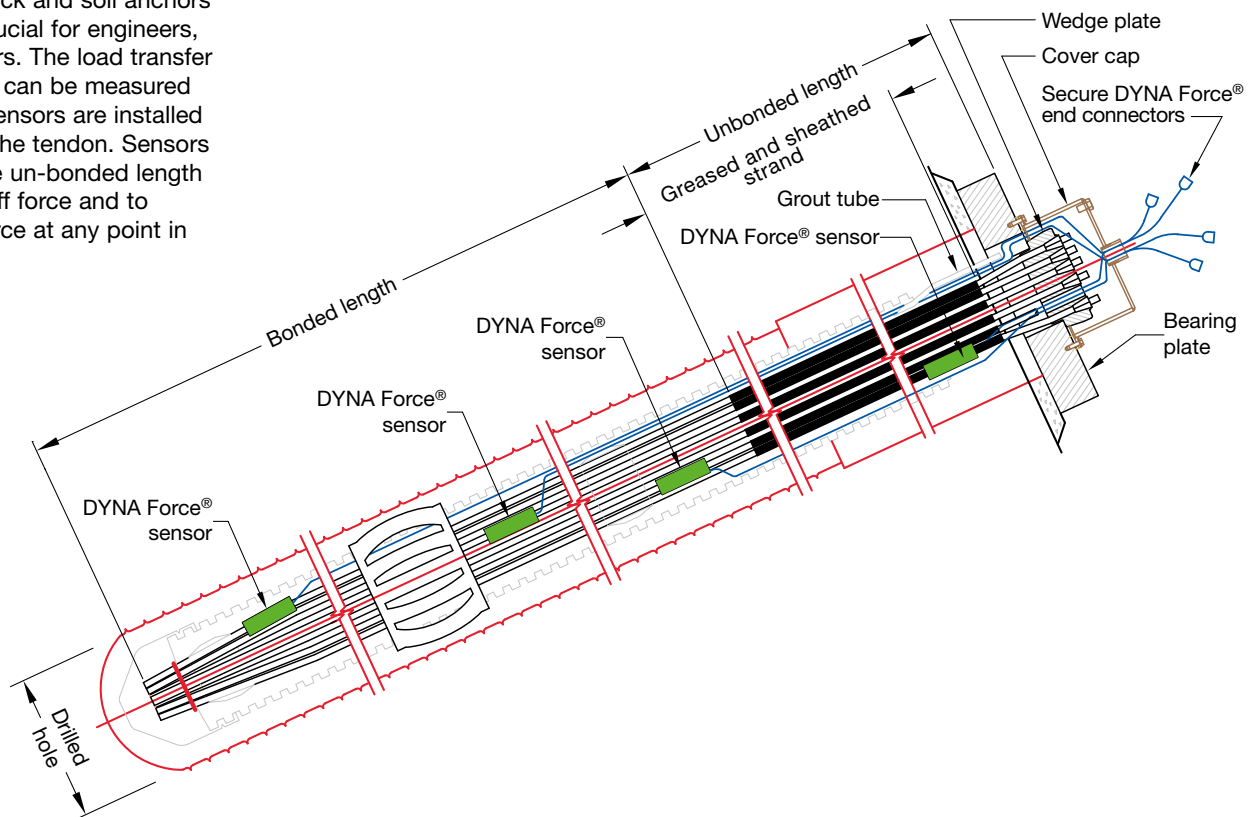 ck and soil anchors
ucial for engineers,
rs. The load transfer
can be measured
ensors are installed
he tendon. Sensors
e un-bonded length
ff force and to
rce at any point in
Wedge plate
Cover cap
Secure DYNA Force®
end connectors
Unbonded length
Greased and sheathed
strand
Grout tube
DYNA Force® sensor
Bonded length
DYNA Force®
sensor
Bearing
plate
DYNA Force®
sensor
DYNA Force®
sensor
Drilled
hole